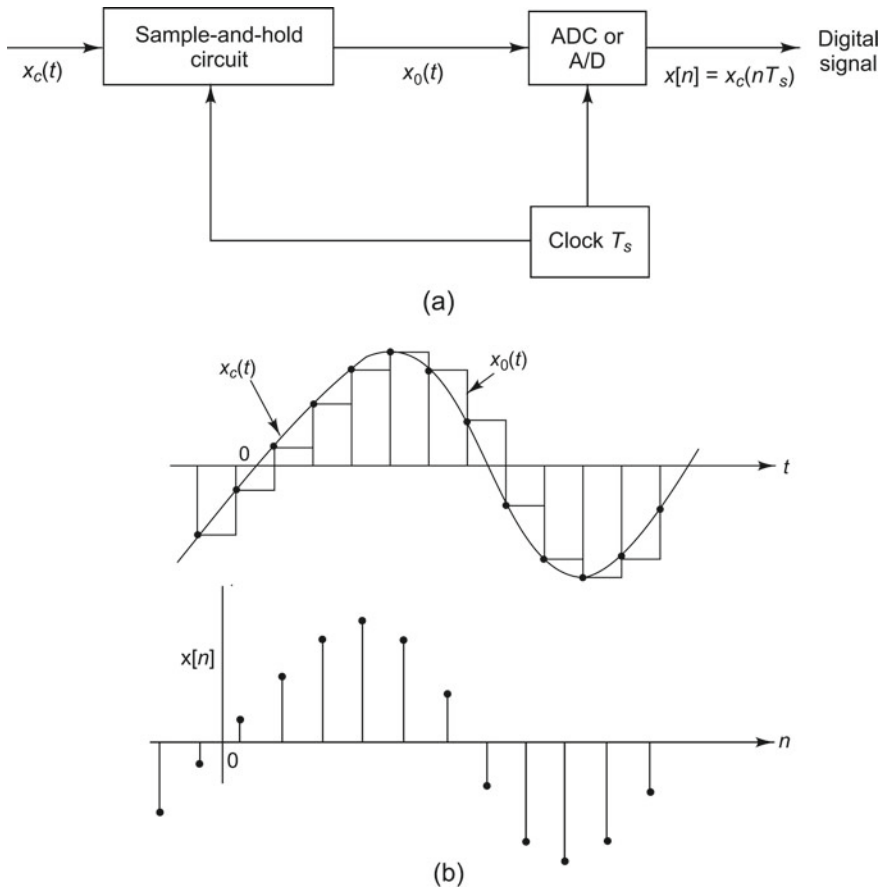 Sample-and-hold
circuit
ADC or
A/D
Digital
signal
x_c(t)
x_0(t)
x[n] = x_c(nT_s)
Clock T_s
(a)
x_c(t)
x_0(t)
0
t
x[n]
0
n
(b)